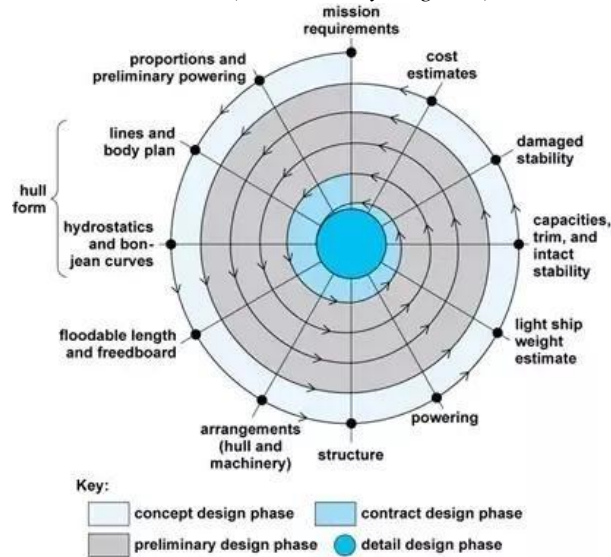 mission
requirements
proportions and
preliminary powering
cost
estimates
lines and
body plan
damaged
stability
hull
form
hydrostatics
and bon-
jean curves
capacities,
trim, and
intact
stability
floodable length
and freedboard
light ship
weight
estimate
arrangements
(hull and
machinery)
structure
powering
Key:
concept design phase
contract design phase
preliminary design phase
detail design phase